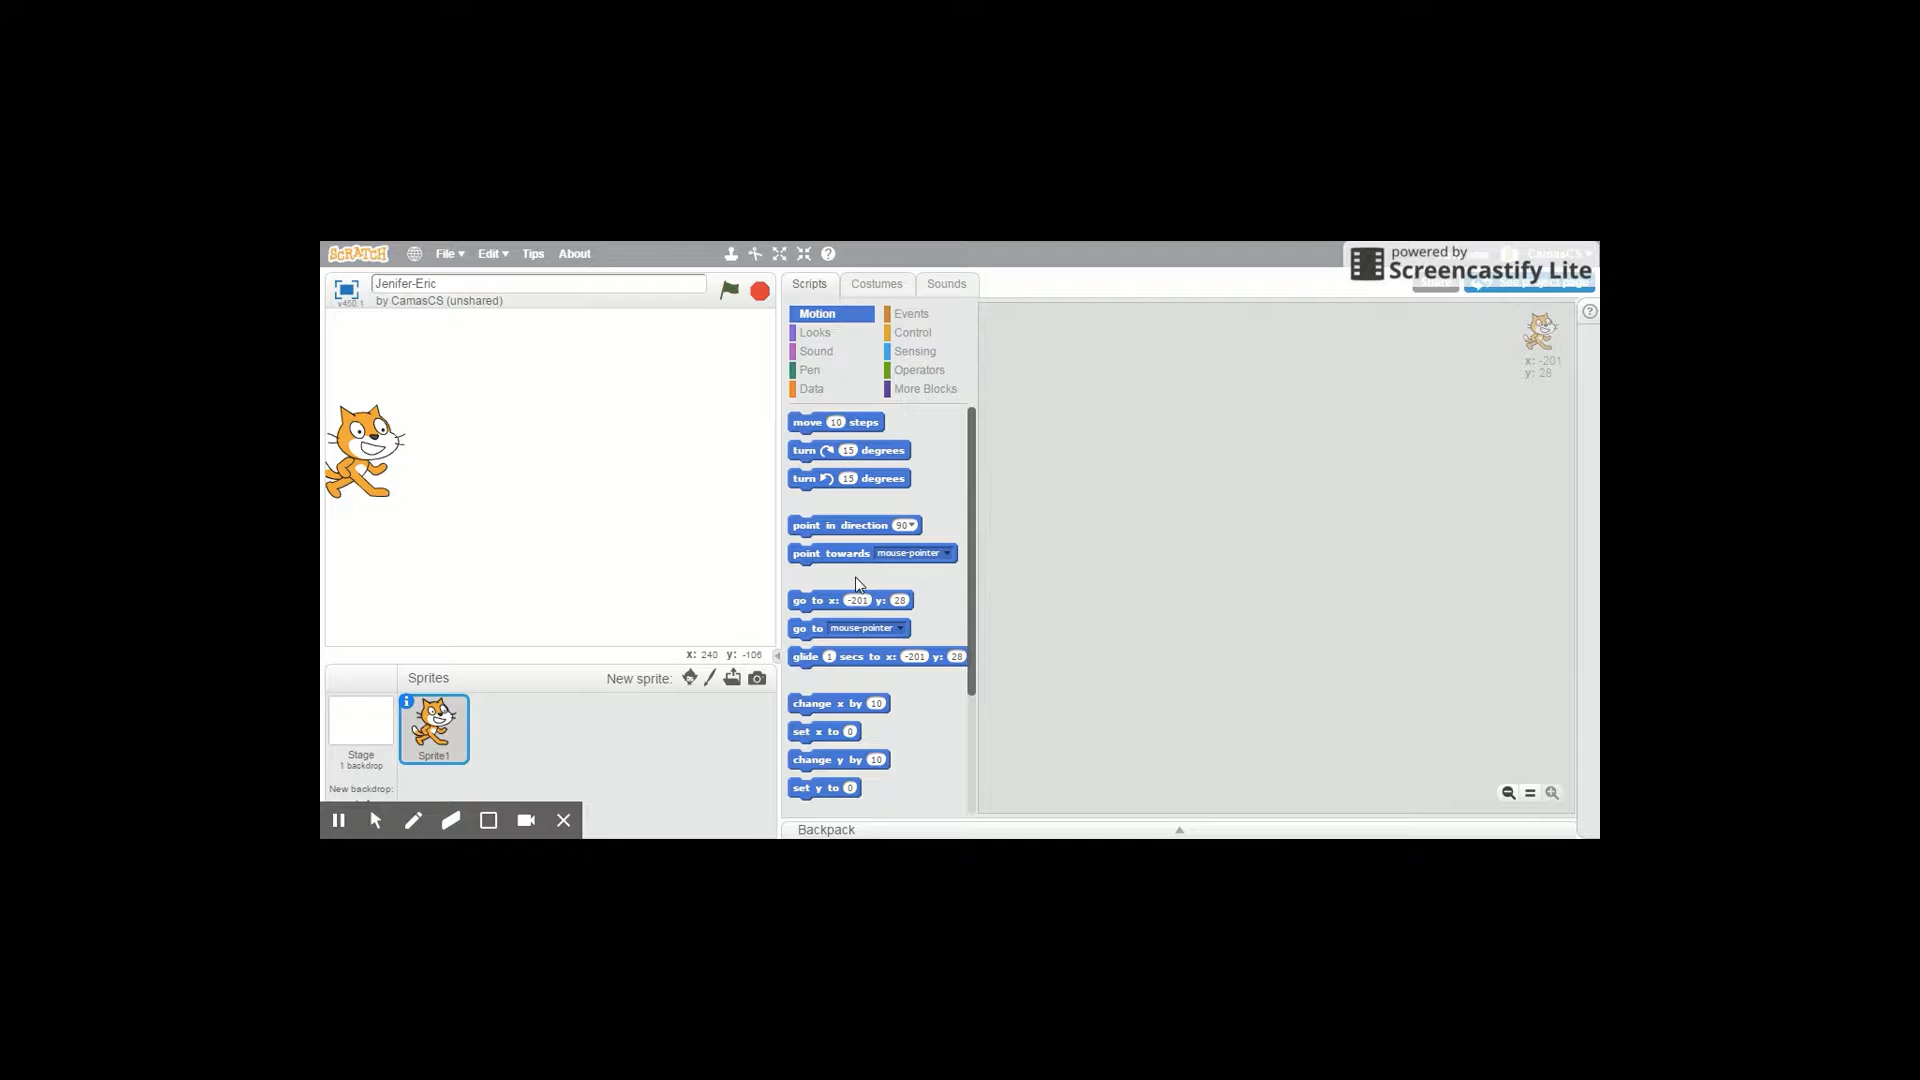 SCRATCH File Edit Tips About
powered by
Screencastify Lite
Jenifer-Eric
by CamasCS (unshared)
v450.1
Scripts Costumes Sounds
Motion Events
Looks Control
Sound Sensing
Pen Operators
Data More Blocks
x: -201
y: 28
move 10 steps
turn 15 degrees
turn 15 degrees
point in direction 90
point towards mouse-pointer
go to x: -201 y: 28
go to mouse-pointer
glide 1 secs to x: -201 y: 28
change x by 10
set x to 0
change y by 10
set y to 0
x: 240 y: -106
Sprites New sprite:
Stage
1 backdrop
Sprite1
New backdrop:
Backpack